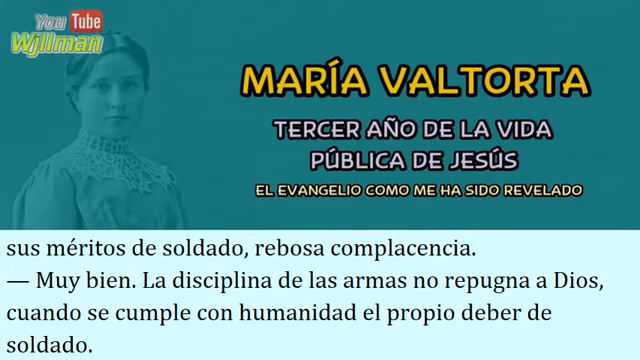 You Tube
Wjllman
MARÍA VALTORTA
TERCER AÑO DE LA VIDA
PÚBLICA DE JESÚS
EL EVANGELIO COMO ME HA SIDO REVELADO
sus méritos de soldado, rebosa complacencia.
— Muy bien. La disciplina de las armas no repugna a Dios,
cuando se cumple con humanidad el propio deber de
soldado.